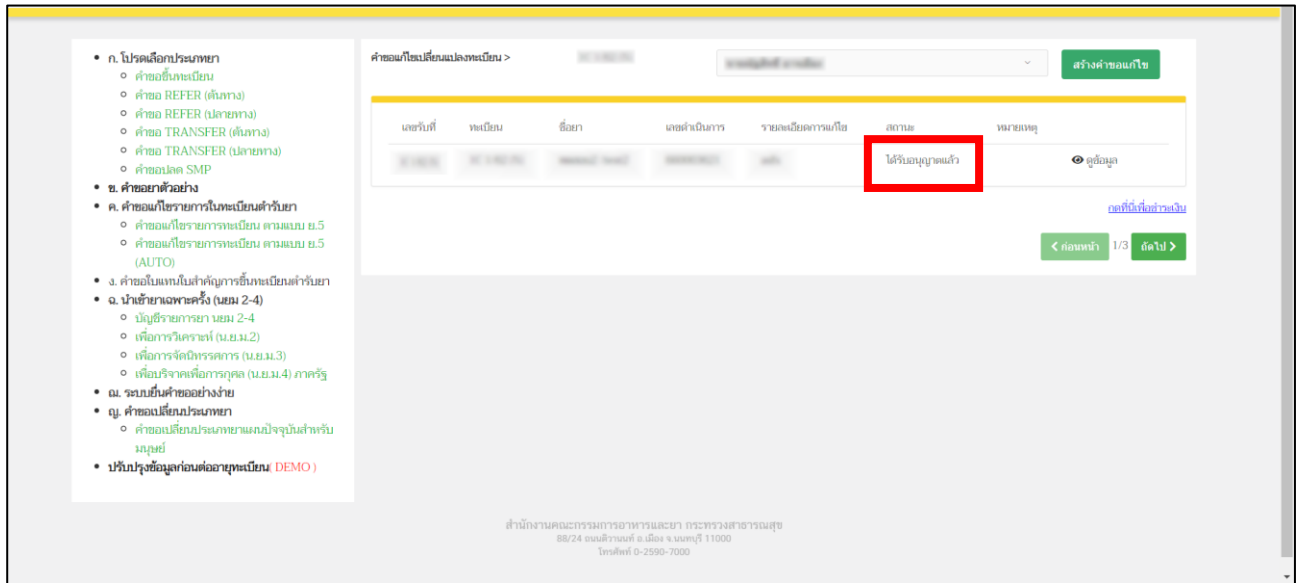 ก. โปรดเลือกประเภทยา
คำขอขึ้นทะเบียน
คำขอ REFER (ต้นทาง)
คำขอ REFER (ปลายทาง)
คำขอ TRANSFER (ต้นทาง)
คำขอ TRANSFER (ปลายทาง)
คำขอปลด SMP
ข. คำขอยาตัวอย่าง
ค. คำขอแก้ไขรายการในทะเบียนตำรับยา
คำขอแก้ไขรายการทะเบียน ตามแบบ ย.5
คำขอแก้ไขรายการทะเบียน ตามแบบ ย.5
(AUTO)
ง. คำขอใบแทนใบสำคัญการขึ้นทะเบียนตำรับยา
ฉ. นำเข้ายาเฉพาะครั้ง (นยม 2-4)
บัญชีรายการยา นยม 2-4
เพื่อการวิเคราะห์ (น.ย.ม.2)
เพื่อการจัดนิทรรศการ (น.ย.ม.3)
เพื่อบริจาคเพื่อการกุศล (น.ย.ม.4) ภาครัฐ
ฌ. ระบบยื่นคำขออย่างง่าย
ญ. คำขอเปลี่ยนประเภทยา
คำขอเปลี่ยนประเภทยาแผนปัจจุบันสำหรับ
มนุษย์
ปรับปรุงข้อมูลก่อนต่ออายุทะเบียน( DEMO )
คำขอแก้ไขเปลี่ยนแปลงทะเบียน >
สร้างคำขอแก้ไข
เลขรับที่ ทะเบียน ชื่อยา เลขดำเนินการ รายละเอียดการแก้ไข สถานะ หมายเหตุ
ได้รับอนุญาตแล้ว ดูข้อมูล
กดที่นี่เพื่อชำระเงิน
ก่อนหน้า 1/3 ถัดไป
สำนักงานคณะกรรมการอาหารและยา กระทรวงสาธารณสุข
88/24 ถนนติวานนท์ อ.เมือง จ.นนทบุรี 11000
โทรศัพท์ 0-2590-7000